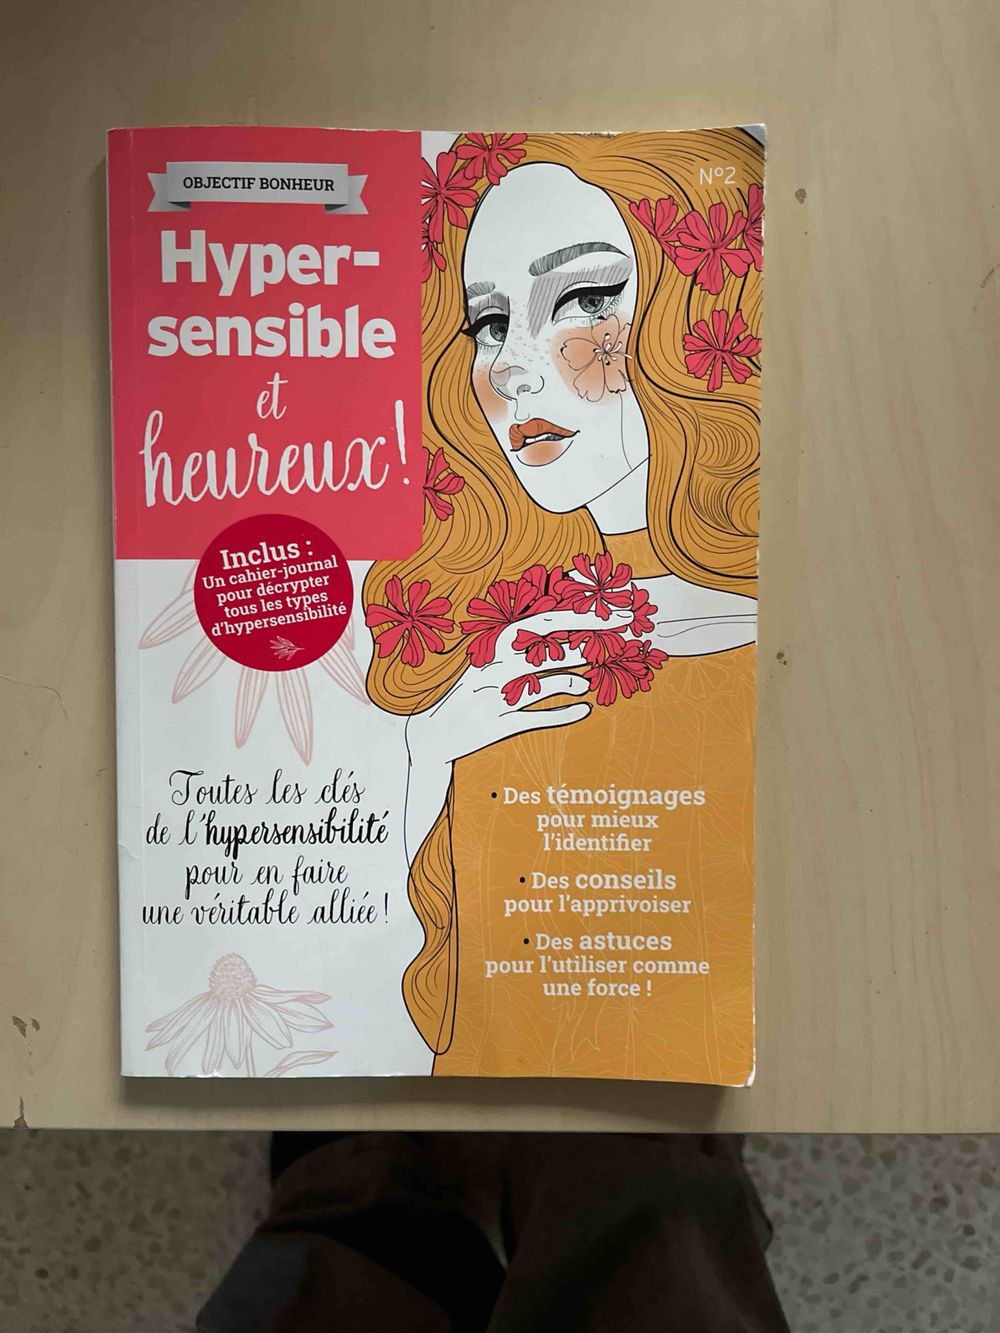 OBJECTIF BONHEUR
Hyper-
sensible
et
heureux!
N°2
Inclus :
Un cahier-journal
pour décrypter
tous les types
d'hypersensibilité
Toutes les clés
de l'hypersensibilité
pour en faire
une véritable alliée!
• Des témoignages
pour mieux
l'identifier
• Des conseils
pour l'apprivoiser
• Des astuces
pour l'utiliser comme
une force !